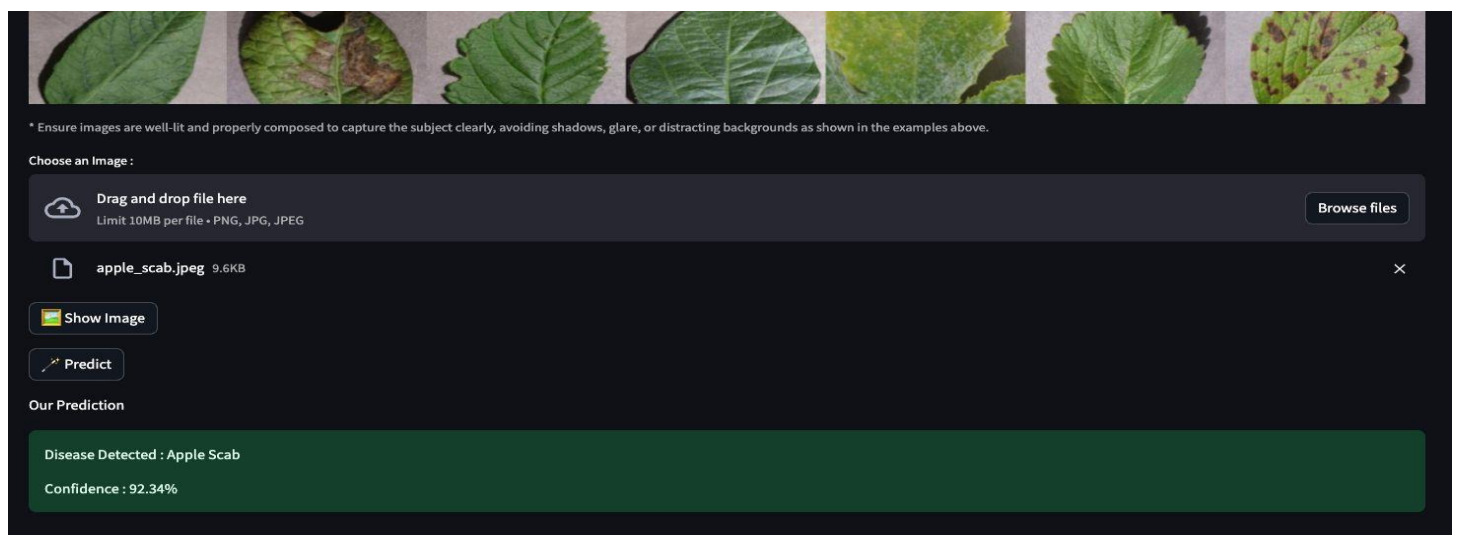 * Ensure images are well-lit and properly composed to capture the subject clearly, avoiding shadows, glare, or distracting backgrounds as shown in the examples above.
Choose an Image :
Drag and drop file here
Limit 10MB per file • PNG, JPG, JPEG
Browse files
apple_scab.jpeg 9.6KB
Show Image
Predict
Our Prediction
Disease Detected : Apple Scab
Confidence : 92.34%